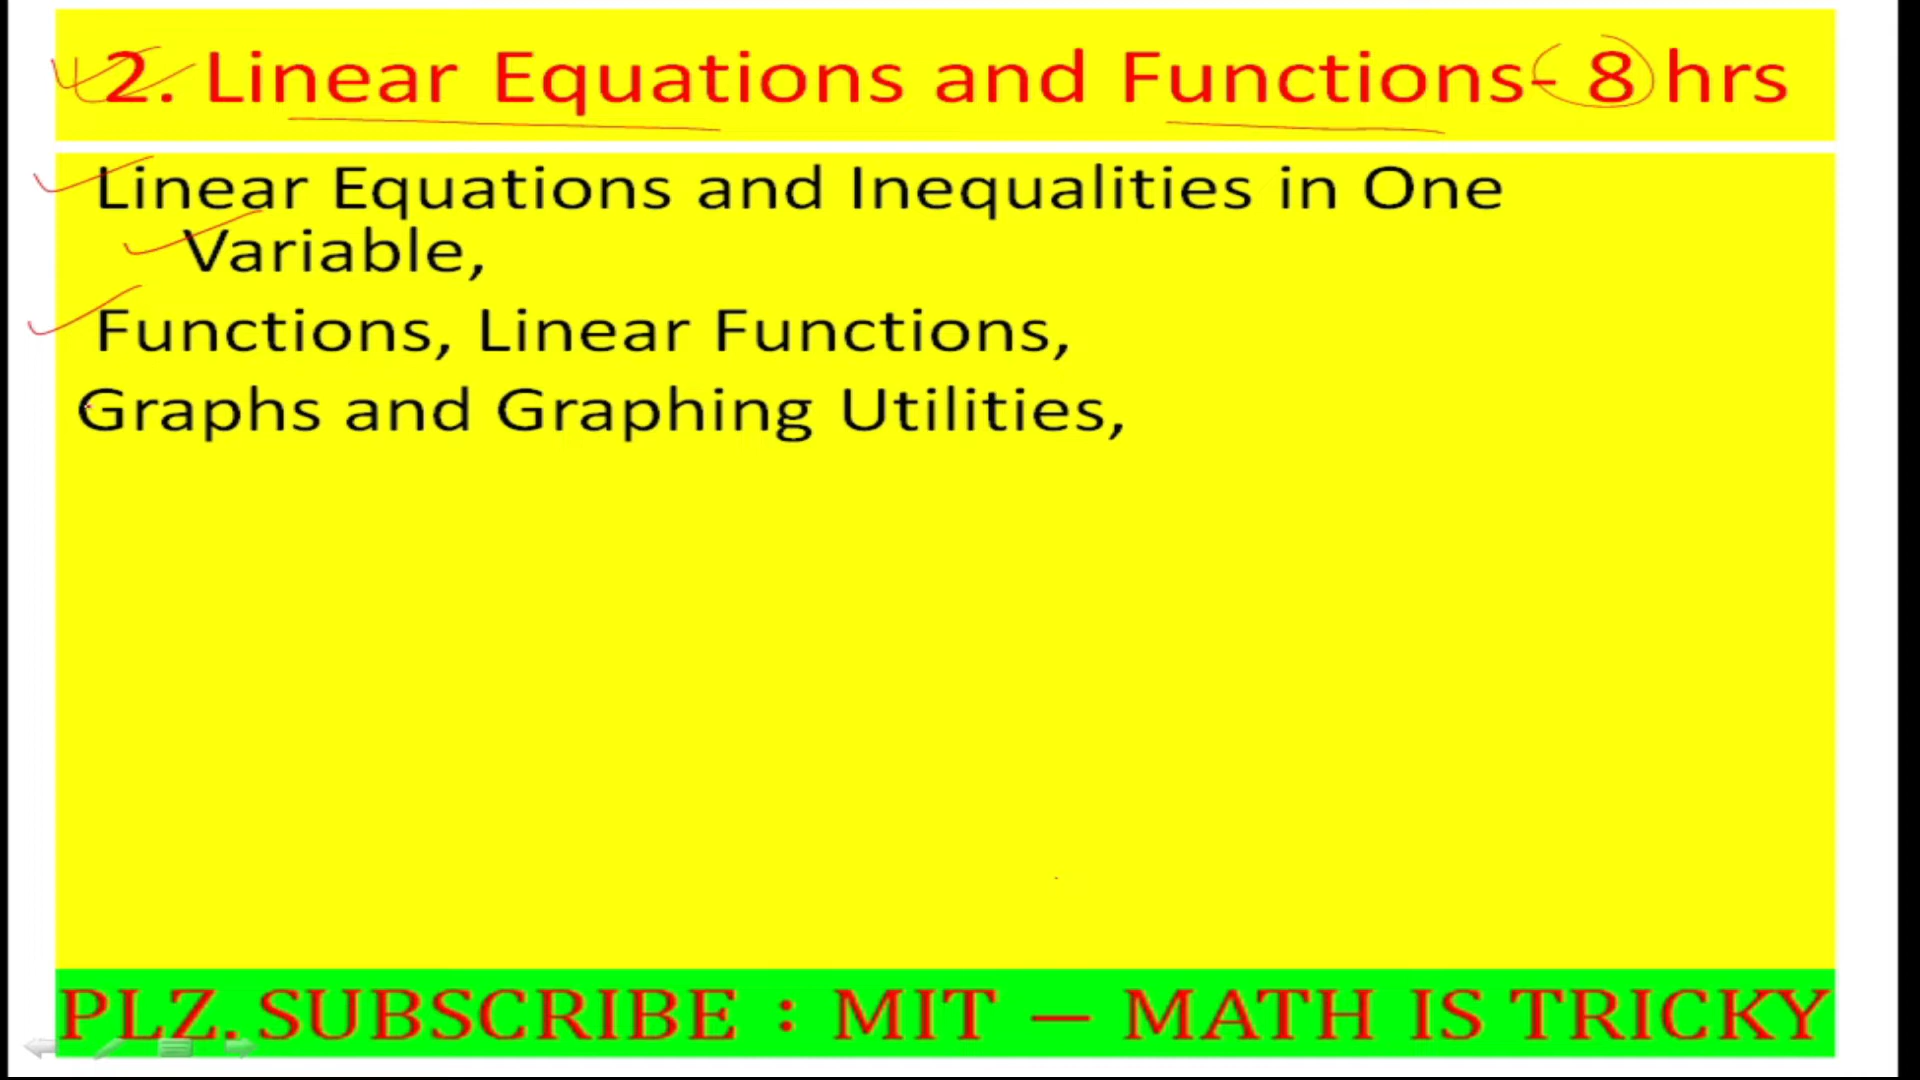 2. Linear Equations and Functions- 8 hrs
Linear Equations and Inequalities in One
Variable,
Functions, Linear Functions,
Graphs and Graphing Utilities,
PLZ. SUBSCRIBE : MIT – MATH IS TRICKY